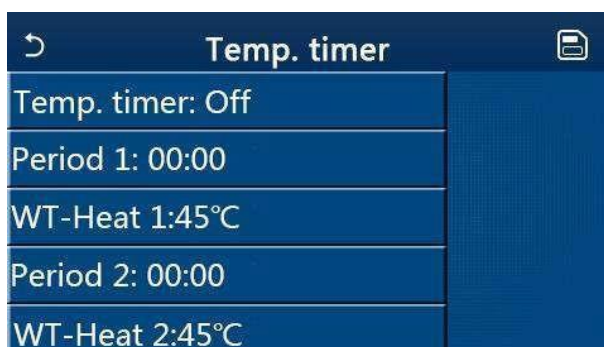 Temp. timer
Temp. timer: Off
Period 1: 00:00
WT-Heat 1:45℃
Period 2: 00:00
WT-Heat 2:45℃